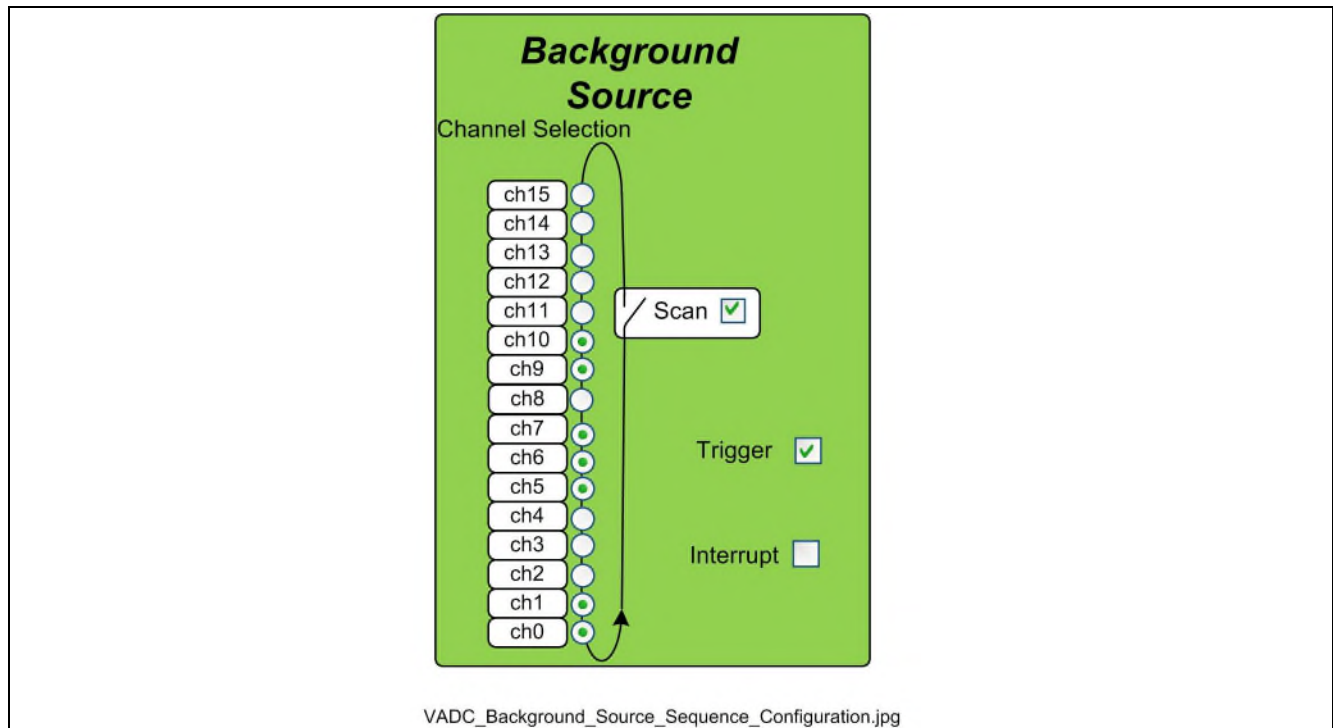 Background
Source
Channel Selection
ch15
ch14
ch13
ch12
ch11
Scan
ch10
ch9
ch8
ch7
Trigger
ch6
ch5
ch4
ch3
Interrupt
ch2
ch1
ch0
VADC_Background_Source_Sequence_Configuration.jpg